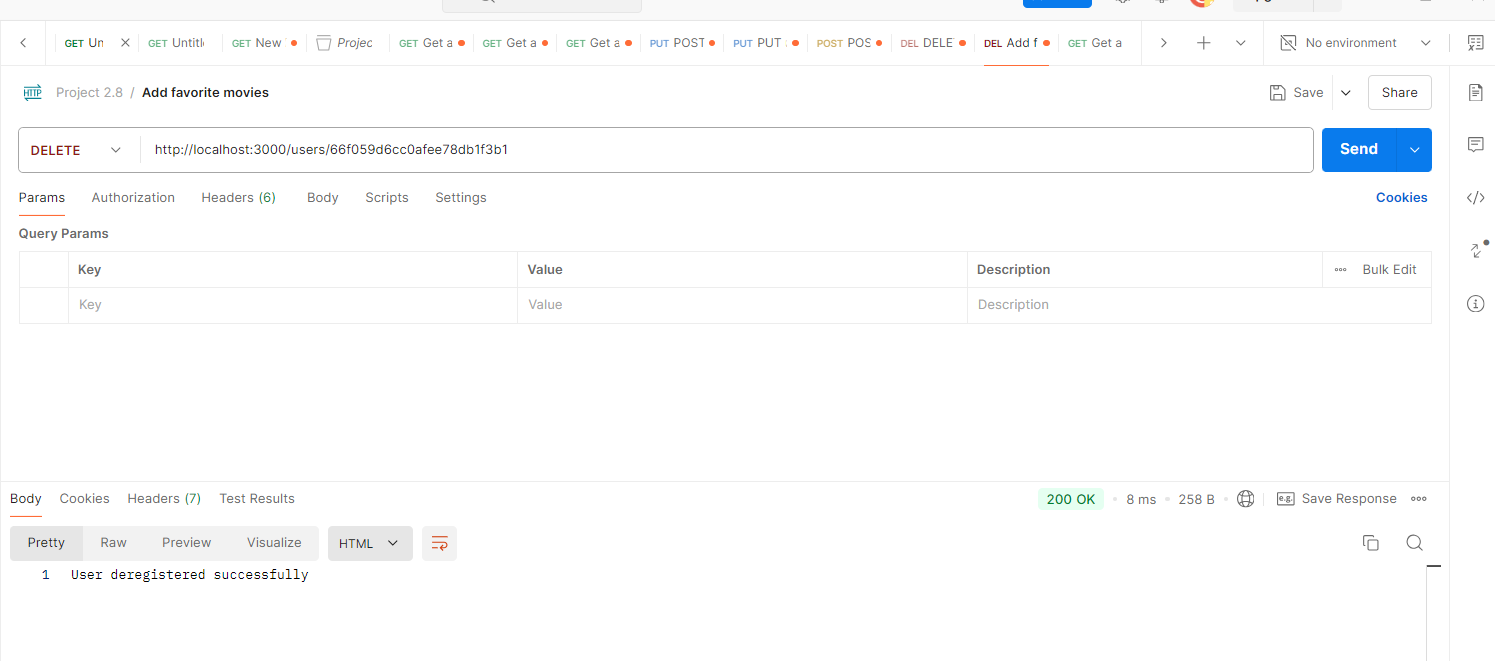 GET Un GET Untitl GET New Projec GET Get a GET Get a GET Get a PUT POST PUT PUT POST POS DEL DELE DEL Add f GET Get a No environment
HTTP Project 2.8 / Add favorite movies Save Share
DELETE http://localhost:3000/users/66f059d6cc0afee78db1f3b1 Send
Params Authorization Headers (6) Body Scripts Settings Cookies
Query Params
Key Value Description Bulk Edit
Key Value Description
Body Cookies Headers (7) Test Results 200 OK 8 ms 258 B e.g. Save Response
Pretty Raw Preview Visualize HTML
1 User deregistered successfully